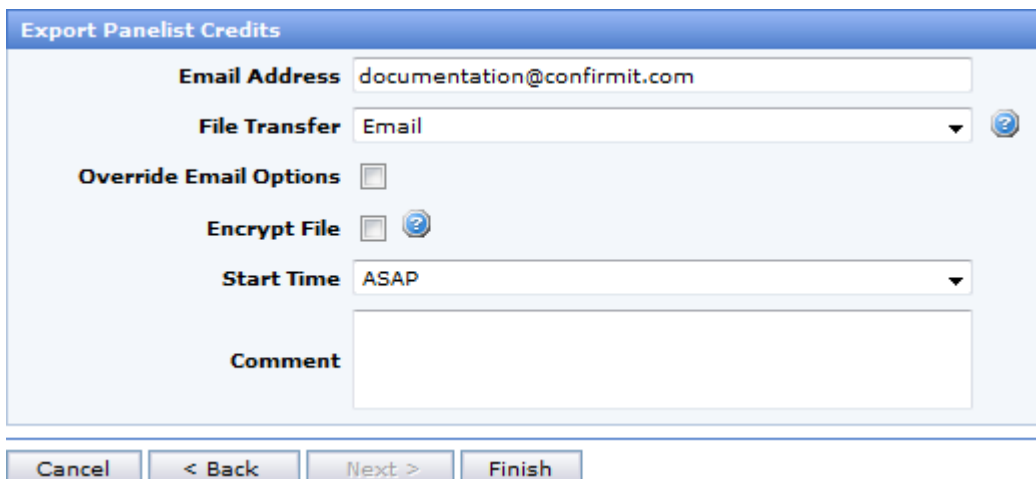 Export Panelist Credits
Email Address documentation@confirmit.com
File Transfer Email
Override Email Options
Encrypt File
Start Time ASAP
Comment
Cancel < Back Next > Finish